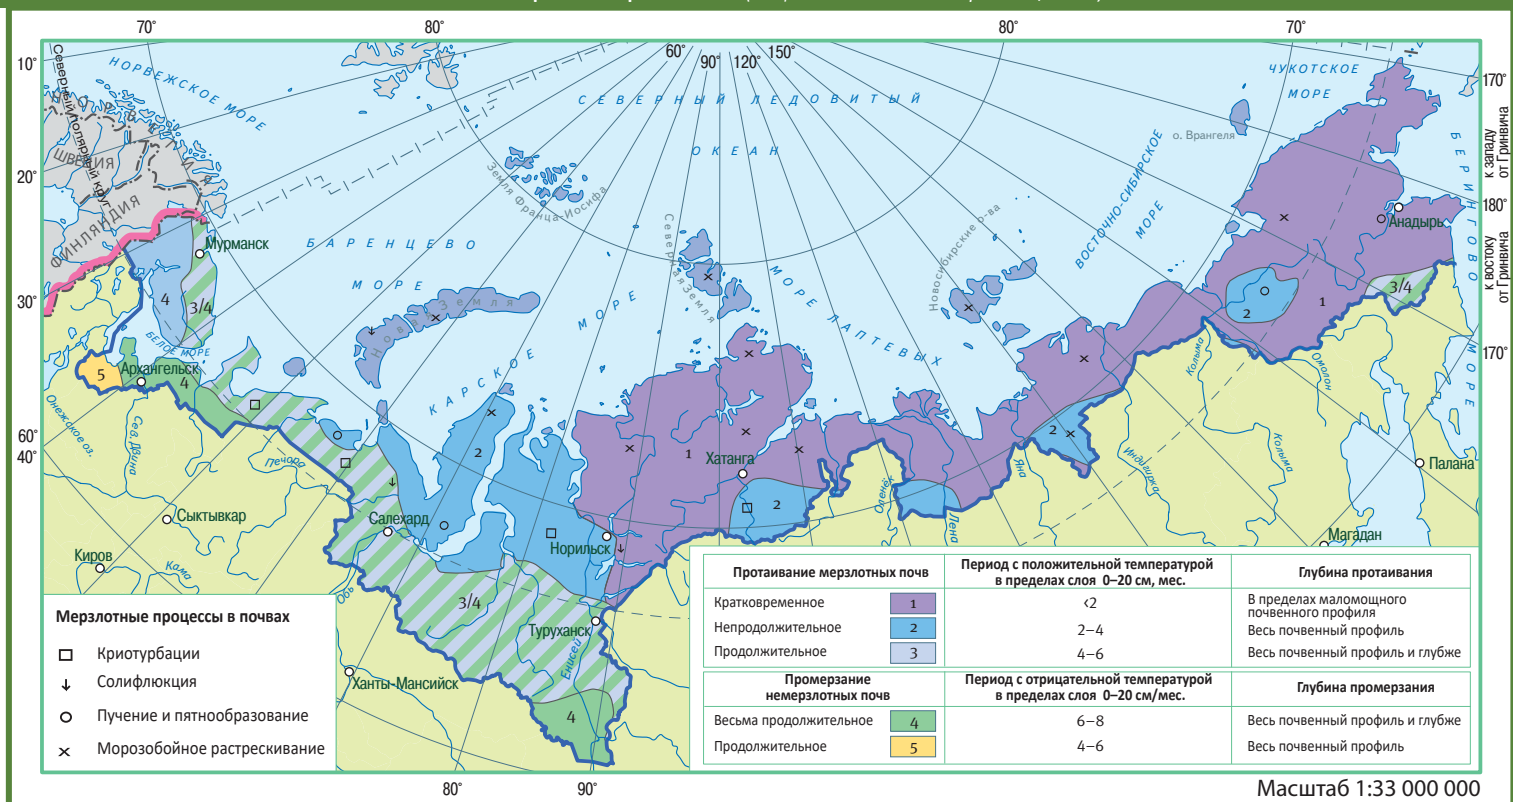 70°
80°
80°
70°
10°
20°
30°
60°
40°
60°
90°
120°
150°
170°
180°
170°
к западу
от Гринвича
к востоку
от Гринвича
80°
90°
Северный полярный круг
НОРВЕЖСКОЕ МОРЕ
НОРВЕГИЯ
ШВЕЦИЯ
ФИНЛЯНДИЯ
СЕВЕРНЫЙ ЛЕДОВИТЫЙ
ОКЕАН
ЧУКОТСКОЕ
МОРЕ
о. Врангеля
БЕРИНГОВО МОРЕ
ВОСТОЧНО-СИБИРСКОЕ
МОРЕ
Новосибирские о-ва
МОРЕ ЛАПТЕВЫХ
Северная Земля
Земля Франца-Иосифа
БАРЕНЦЕВО
МОРЕ
Новая Земля
КАРСКОЕ
МОРЕ
БЕЛОЕ МОРЕ
Мурманск
4
3/4
5
Архангельск
4
Онежское оз.
Сев. Двина
Печора
Сыктывкар
Киров
Кама
Салехард
2
Обь
3/4
Ханты-Мансийск
Норильск
Туруханск
Енисей
4
1
Хатанга
2
Оленёк
Лена
Яна
2
Индигирка
Колыма
Колыма
Омолон
2
1
3/4
Анадырь
Палана
Магадан
Мерзлотные процессы в почвах
Криотурбации
Солифлюкция
Пучение и пятнообразование
Морозобойное растрескивание
Протаивание мерзлотных почв
Период с положительной температурой
в пределах слоя 0–20 см, мес.
Глубина протаивания
Кратковременное 1 <2 В пределах маломощного
почвенного профиля
Непродолжительное 2 2–4 Весь почвенный профиль
Продолжительное 3 4–6 Весь почвенный профиль и глубже
Промерзание
немерзлотных почв
Период с отрицательной температурой
в пределах слоя 0–20 см/мес.
Глубина промерзания
Весьма продолжительное 4 6–8 Весь почвенный профиль и глубже
Продолжительное 5 4–6 Весь почвенный профиль
Масштаб 1:33 000 000